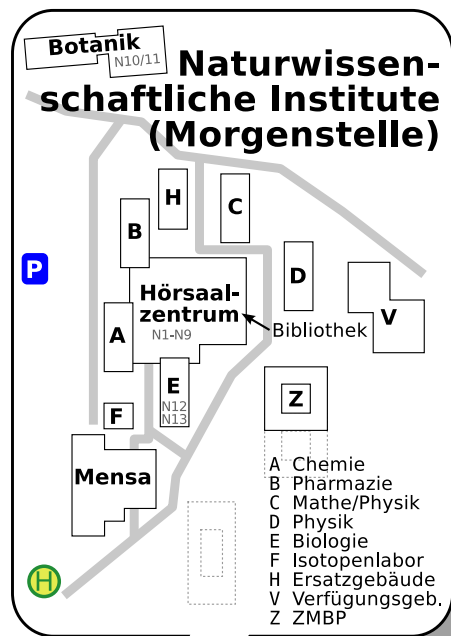 Botanik
N10/11
Naturwissen-
schaftliche Institute
(Morgenstelle)
H
C
B
P
D
Hörsaal-
zentrum
N1-N9
Bibliothek
V
A
E
N12
N13
Z
F
Mensa
H
A Chemie
B Pharmazie
C Mathe/Physik
D Physik
E Biologie
F Isotopenlabor
H Ersatzgebäude
V Verfügungsgeb.
Z ZMBP